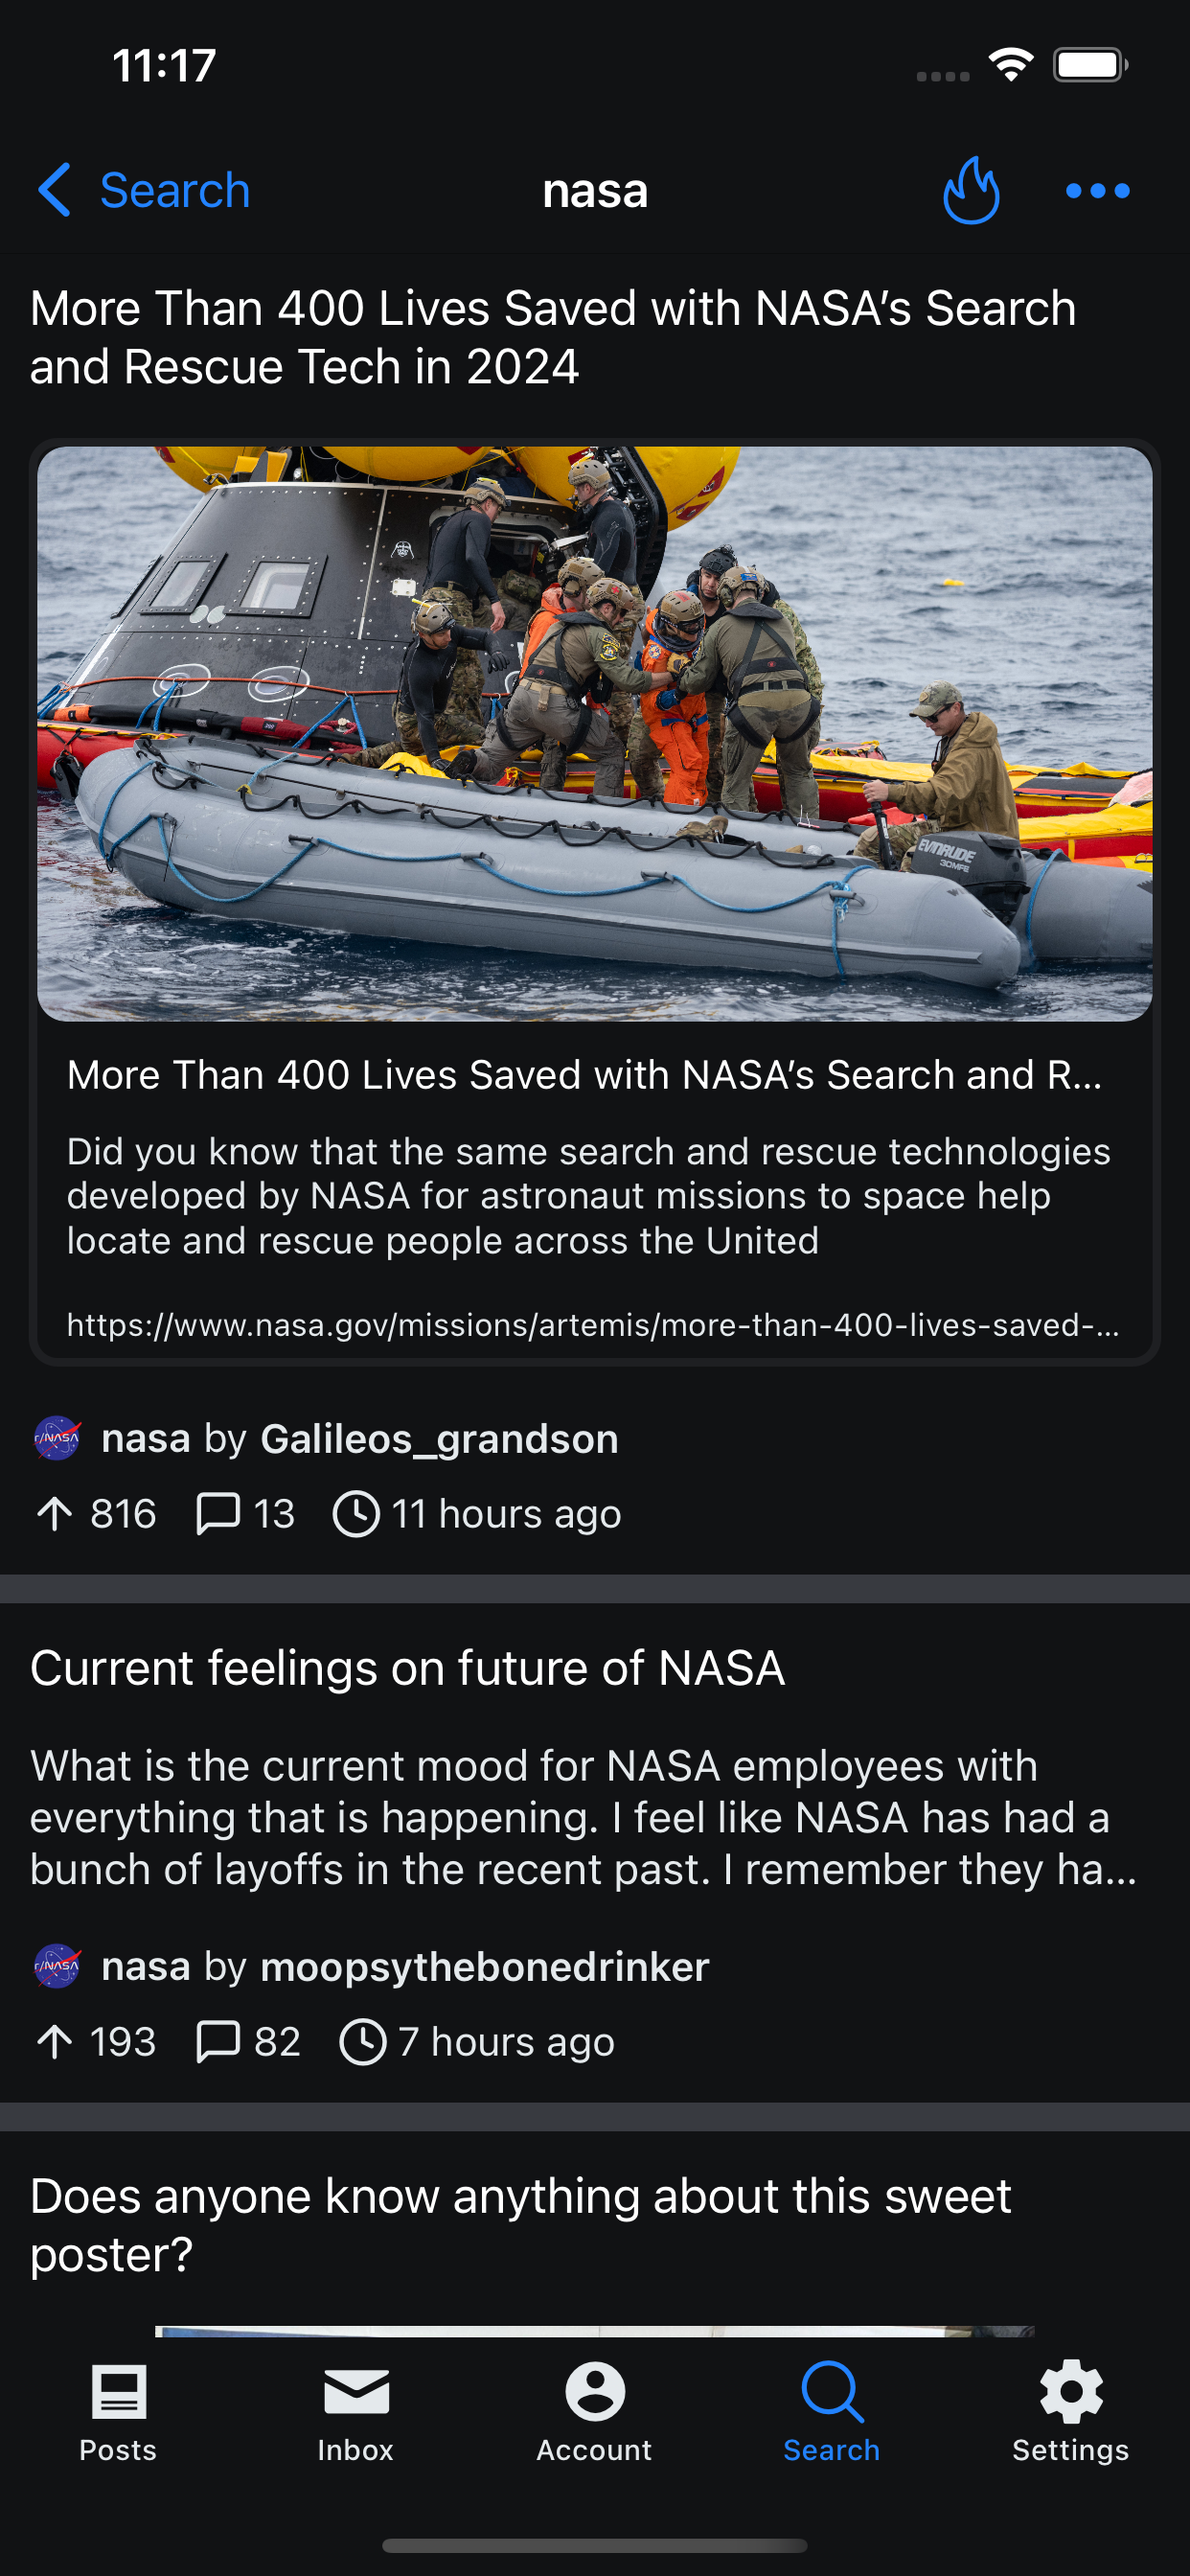 11:17
Search
nasa
More Than 400 Lives Saved with NASA’s Search
and Rescue Tech in 2024
EVINRUDE
30MFE
More Than 400 Lives Saved with NASA’s Search and R...
Did you know that the same search and rescue technologies
developed by NASA for astronaut missions to space help
locate and rescue people across the United
https://www.nasa.gov/missions/artemis/more-than-400-lives-saved-...
r/NASA nasa by Galileos_grandson
816 13 11 hours ago
Current feelings on future of NASA
What is the current mood for NASA employees with
everything that is happening. I feel like NASA has had a
bunch of layoffs in the recent past. I remember they ha...
r/NASA nasa by moopsythebonedrinker
193 82 7 hours ago
Does anyone know anything about this sweet
poster?
Posts Inbox Account Search Settings